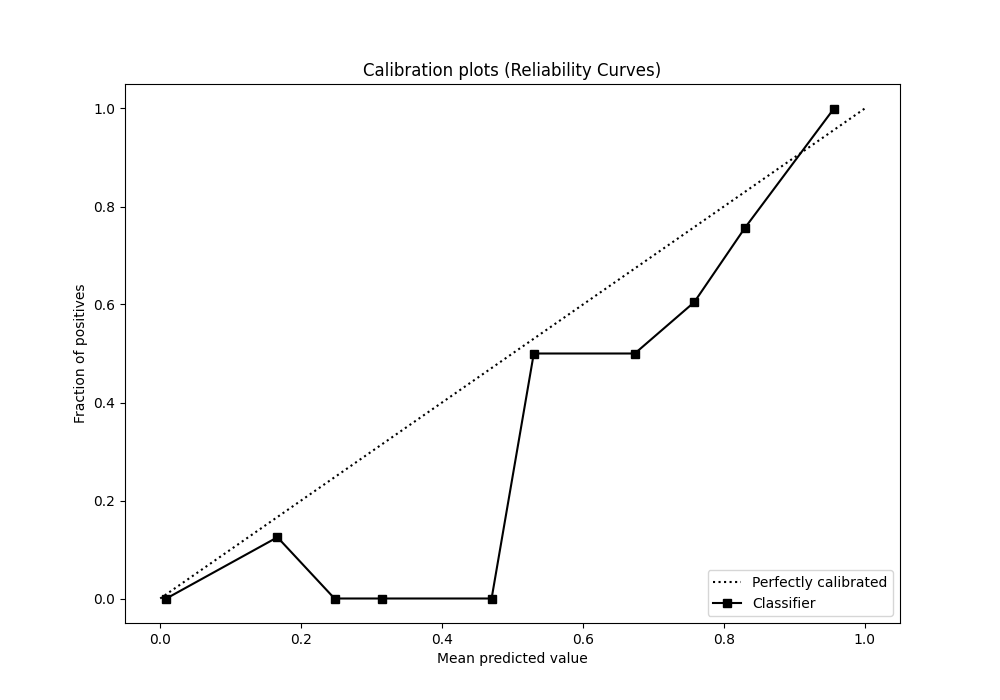 Calibration plots (Reliability Curves)
1.0
0.8
0.6
0.4
0.2
0.0
Fraction of positives
Perfectly calibrated
Classifier
0.0 0.2 0.4 0.6 0.8 1.0
Mean predicted value